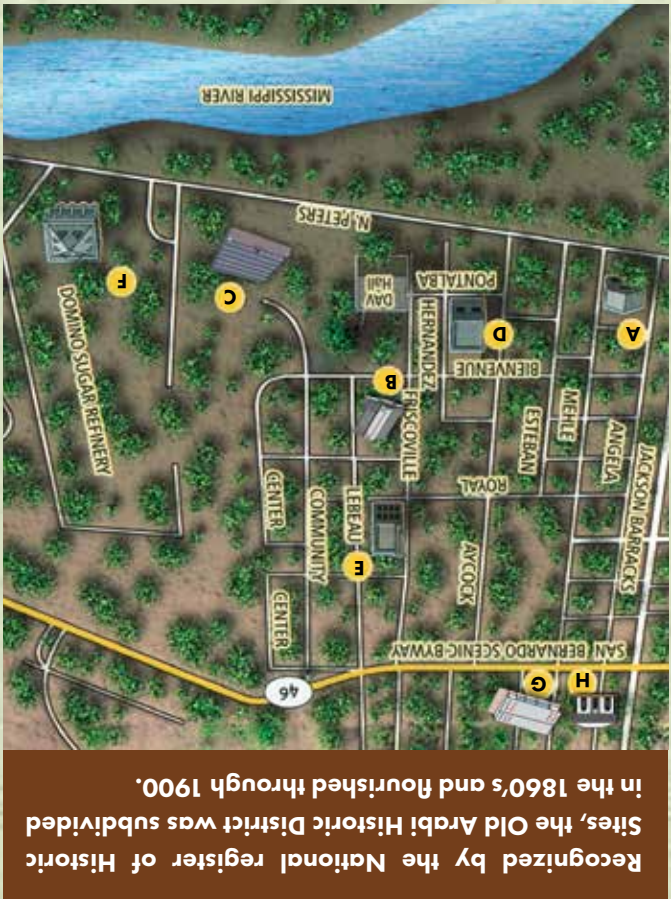 Recognized by the National register of Historic
Sites, the Old Arabi Historic District was subdivided
in the 1860's and flourished through 1900.
H
G
46
SAN BERNARDO SCENIC BYWAY
CENTER
JACKSON BARRACKS
AYCOCK
E
LEBEAU
COMMUNITY
CENTER
ROYAL
ANGELA
MEHLE
ESTEBAN
FRISCOVILLE
BIENVENUE
B
DOMINO SUGAR REFINERY
A
D
HERNANDEZ
C
F
PONTALBA
DAV
Hall
N. PETERS
MISSISSIPPI RIVER